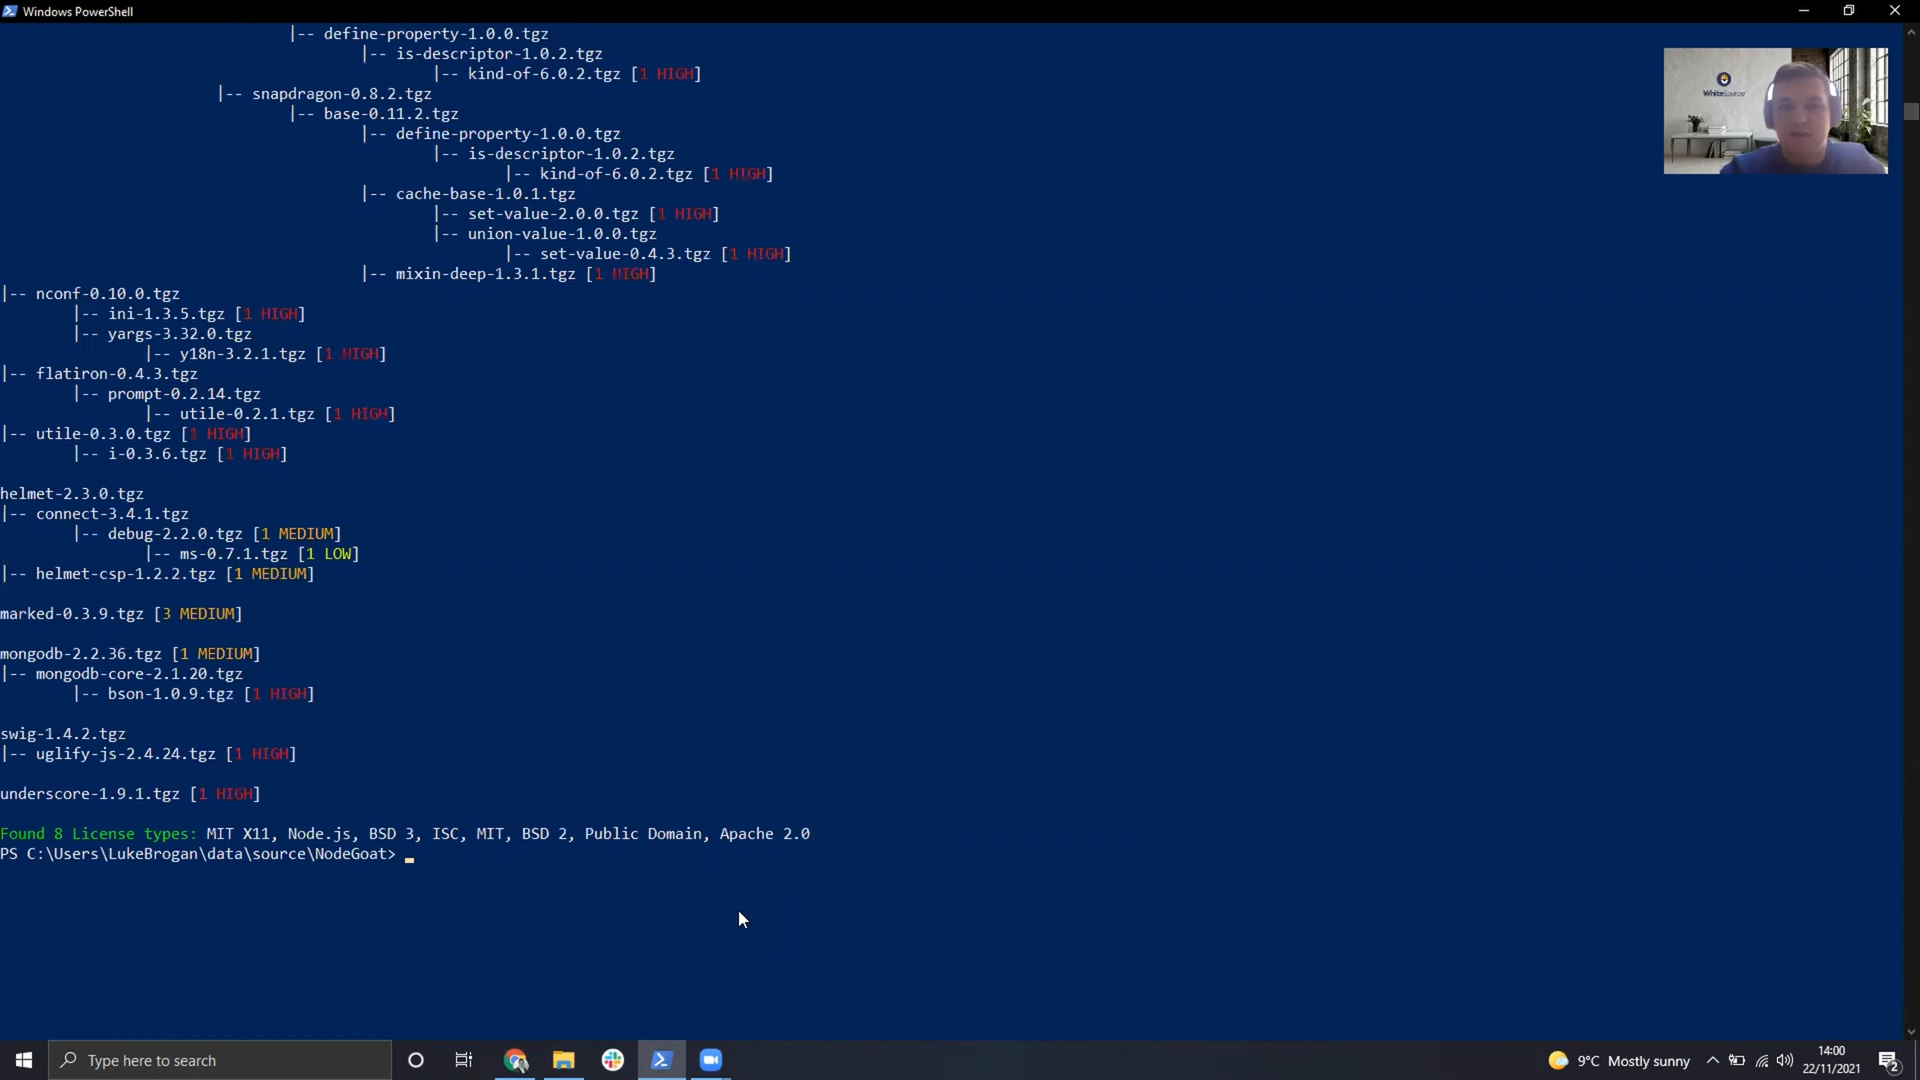 Windows PowerShell
|-- define-property-1.0.0.tgz
|-- is-descriptor-1.0.2.tgz
|-- kind-of-6.0.2.tgz [1 HIGH]
|-- snapdragon-0.8.2.tgz
|-- base-0.11.2.tgz
|-- define-property-1.0.0.tgz
|-- is-descriptor-1.0.2.tgz
|-- kind-of-6.0.2.tgz [1 HIGH]
|-- cache-base-1.0.1.tgz
|-- set-value-2.0.0.tgz [1 HIGH]
|-- union-value-1.0.0.tgz
|-- set-value-0.4.3.tgz [1 HIGH]
|-- mixin-deep-1.3.1.tgz [1 HIGH]
|-- nconf-0.10.0.tgz
|-- ini-1.3.5.tgz [1 HIGH]
|-- yargs-3.32.0.tgz
|-- y18n-3.2.1.tgz [1 HIGH]
|-- flatiron-0.4.3.tgz
|-- prompt-0.2.14.tgz
|-- utile-0.2.1.tgz [1 HIGH]
|-- utile-0.3.0.tgz [1 HIGH]
|-- i-0.3.6.tgz [1 HIGH]
helmet-2.3.0.tgz
|-- connect-3.4.1.tgz
|-- debug-2.2.0.tgz [1 MEDIUM]
|-- ms-0.7.1.tgz [1 LOW]
|-- helmet-csp-1.2.2.tgz [1 MEDIUM]
marked-0.3.9.tgz [3 MEDIUM]
mongodb-2.2.36.tgz [1 MEDIUM]
|-- mongodb-core-2.1.20.tgz
|-- bson-1.0.9.tgz [1 HIGH]
swig-1.4.2.tgz
|-- uglify-js-2.4.24.tgz [1 HIGH]
underscore-1.9.1.tgz [1 HIGH]
Found 8 License types: MIT X11, Node.js, BSD 3, ISC, MIT, BSD 2, Public Domain, Apache 2.0
PS C:\Users\LukeBrogan\data\source\NodeGoat> _
WhiteSource
Type here to search
9°C Mostly sunny
14:00
22/11/2021
2